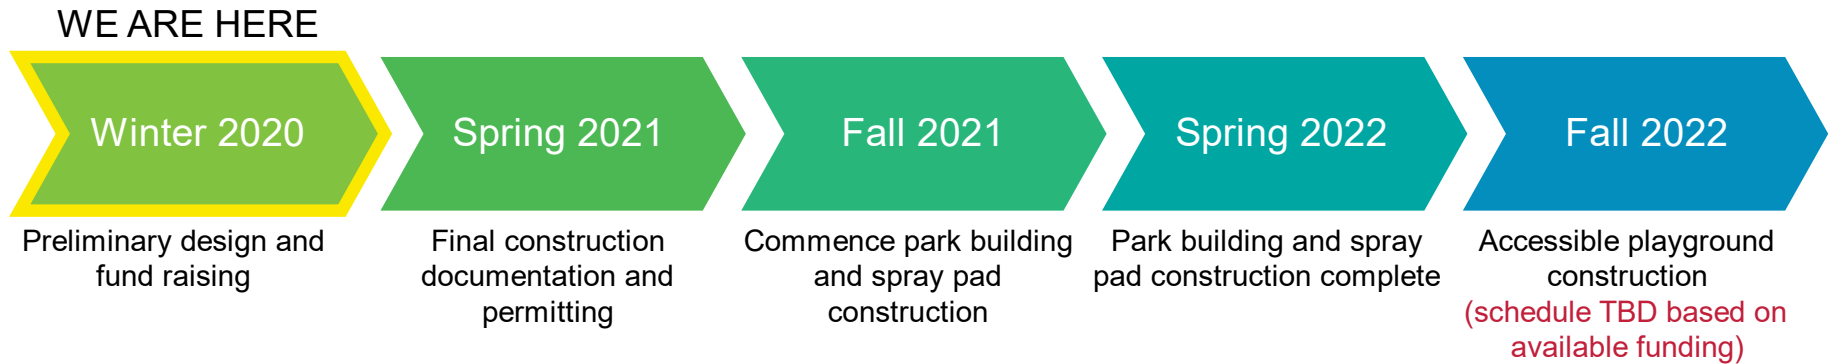 WE ARE HERE
Winter 2020
Preliminary design and
fund raising
Spring 2021
Final construction
documentation and
permitting
Fall 2021
Commence park building
and spray pad
construction
Spring 2022
Park building and spray
pad construction complete
Fall 2022
Accessible playground
construction
(schedule TBD based on
available funding)